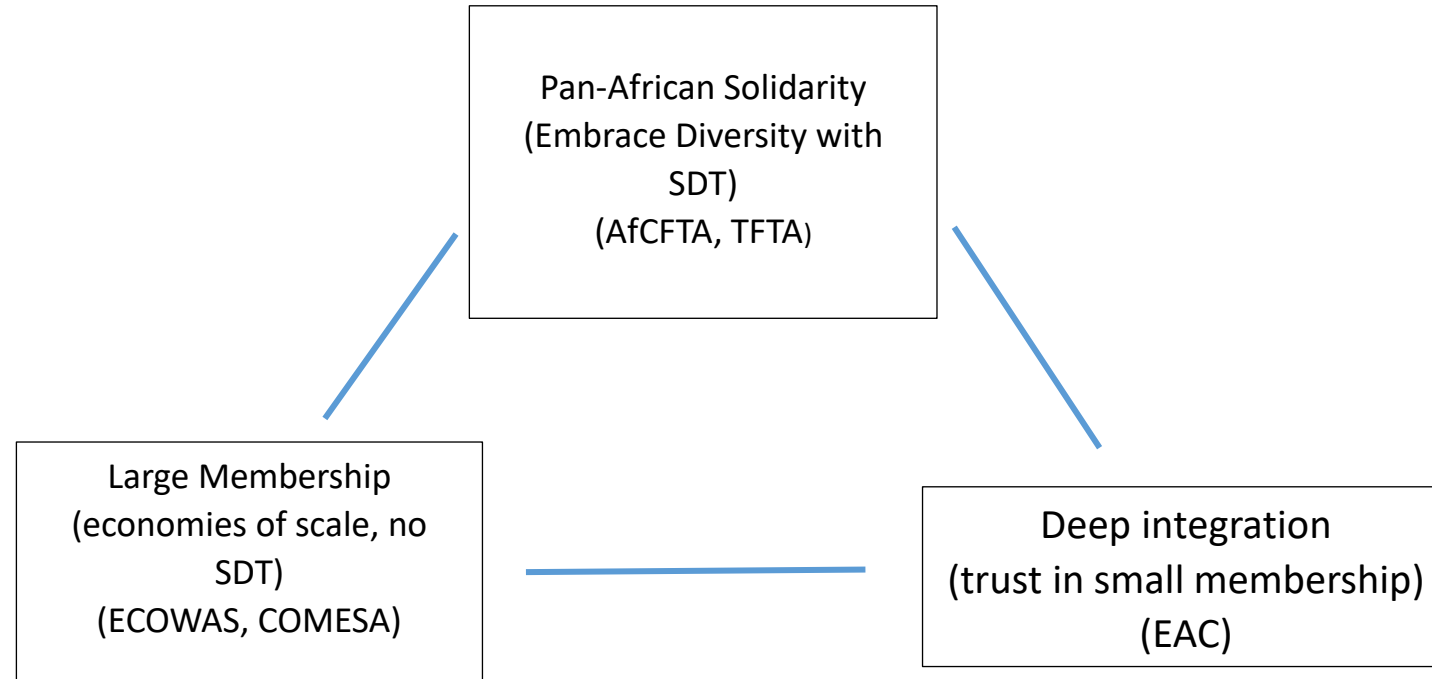 Pan-African Solidarity
(Embrace Diversity with
SDT)
(AfCFTA, TFTA)
Large Membership
(economies of scale, no
SDT)
(ECOWAS, COMESA)
Deep integration
(trust in small membership)
(EAC)